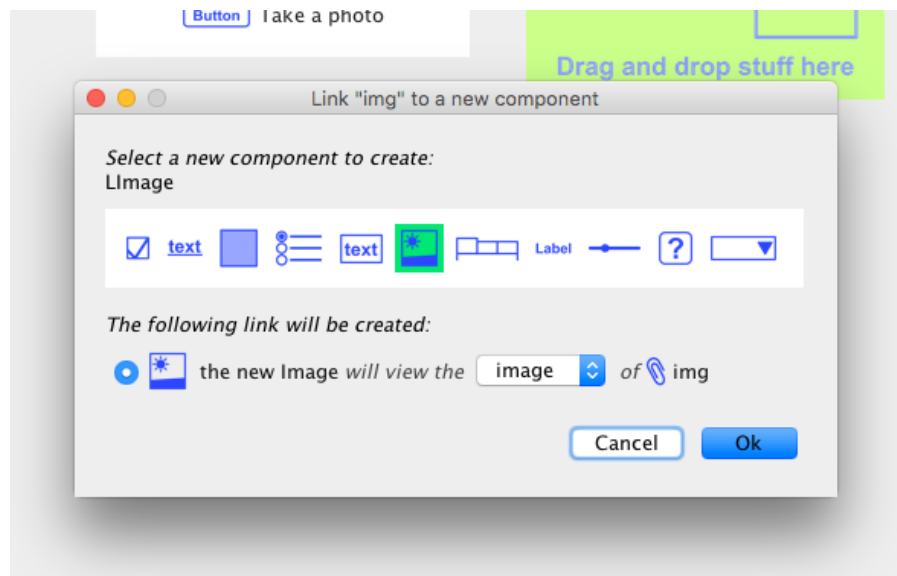 Button Take a photo
Drag and drop stuff here
Link "img" to a new component
Select a new component to create:
LImage
text text Label ?
The following link will be created:
the new Image will view the image of img
Cancel Ok